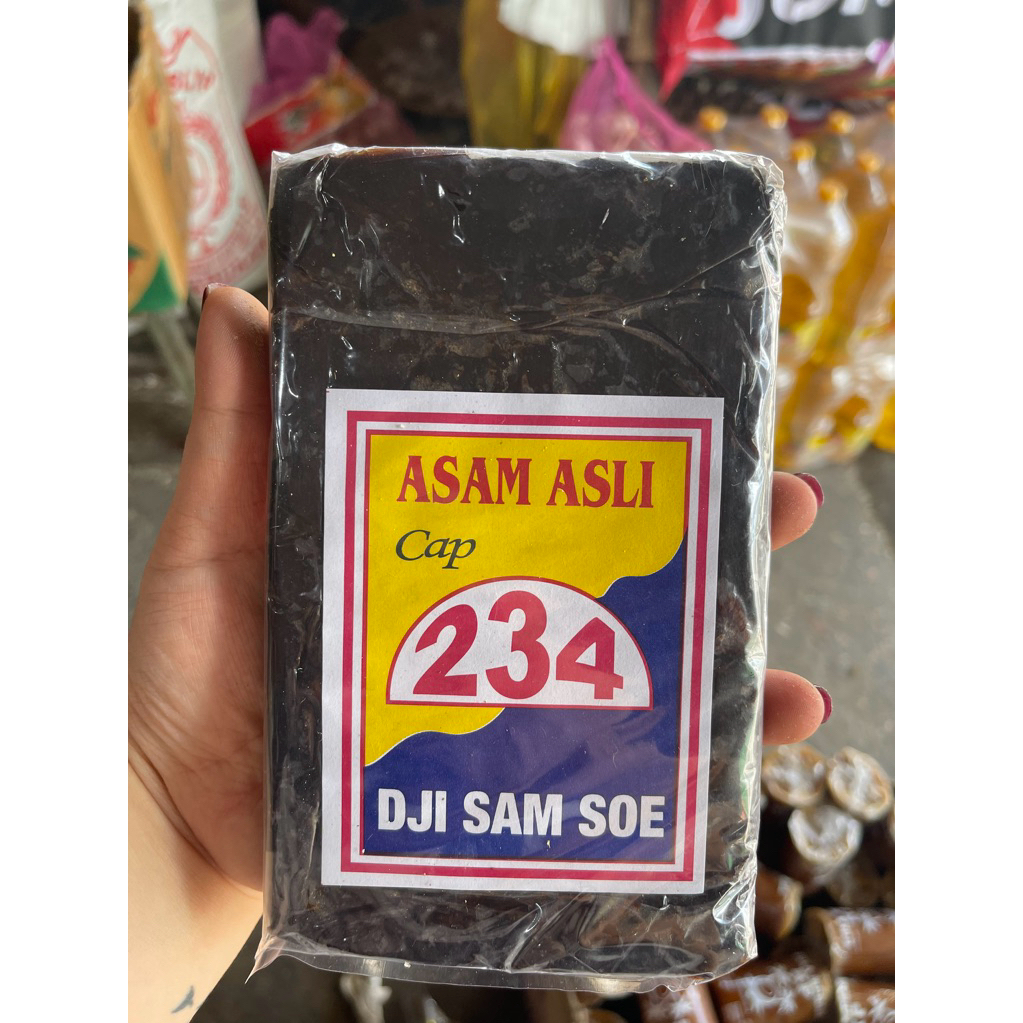 ASAM ASLI
Cap
234
DJI SAM SOE